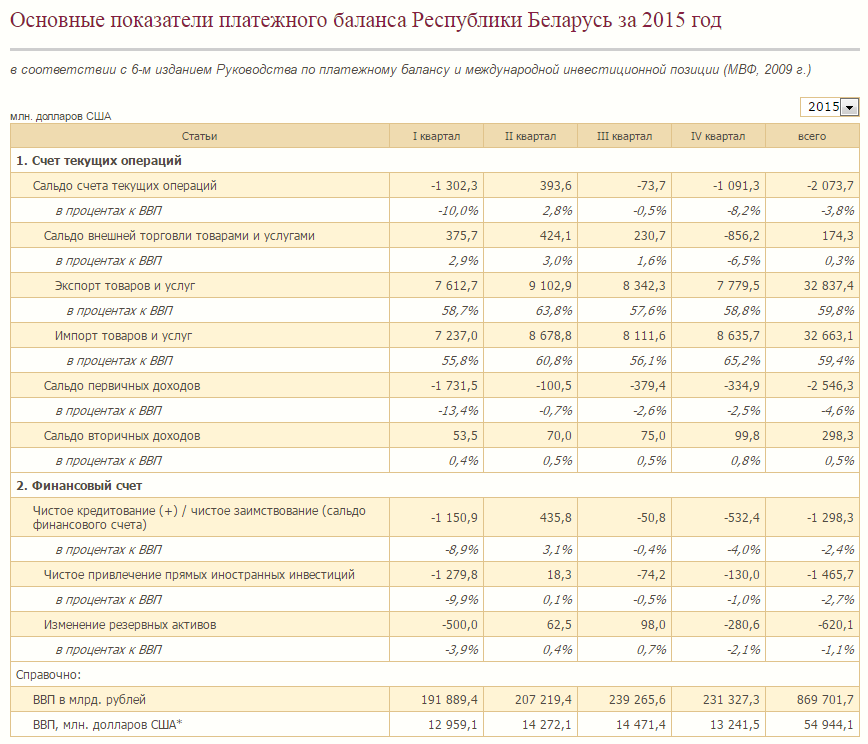 Основные показатели платежного баланса Республики Беларусь за 2015 год
в соответствии с 6-м изданием Руководства по платежному балансу и международной инвестиционной позиции (МВФ, 2009 г.)
2015
млн. долларов США
Статьи I квартал II квартал III квартал IV квартал всего
1. Счет текущих операций
Сальдо счета текущих операций -1 302,3 393,6 -73,7 -1 091,3 -2 073,7
в процентах к ВВП -10,0% 2,8% -0,5% -8,2% -3,8%
Сальдо внешней торговли товарами и услугами 375,7 424,1 230,7 -856,2 174,3
в процентах к ВВП 2,9% 3,0% 1,6% -6,5% 0,3%
Экспорт товаров и услуг 7 612,7 9 102,9 8 342,3 7 779,5 32 837,4
в процентах к ВВП 58,7% 63,8% 57,6% 58,8% 59,8%
Импорт товаров и услуг 7 237,0 8 678,8 8 111,6 8 635,7 32 663,1
в процентах к ВВП 55,8% 60,8% 56,1% 65,2% 59,4%
Сальдо первичных доходов -1 731,5 -100,5 -379,4 -334,9 -2 546,3
в процентах к ВВП -13,4% -0,7% -2,6% -2,5% -4,6%
Сальдо вторичных доходов 53,5 70,0 75,0 99,8 298,3
в процентах к ВВП 0,4% 0,5% 0,5% 0,8% 0,5%
2. Финансовый счет
Чистое кредитование (+) / чистое заимствование (сальдо
финансового счета) -1 150,9 435,8 -50,8 -532,4 -1 298,3
в процентах к ВВП -8,9% 3,1% -0,4% -4,0% -2,4%
Чистое привлечение прямых иностранных инвестиций -1 279,8 18,3 -74,2 -130,0 -1 465,7
в процентах к ВВП -9,9% 0,1% -0,5% -1,0% -2,7%
Изменение резервных активов -500,0 62,5 98,0 -280,6 -620,1
в процентах к ВВП -3,9% 0,4% 0,7% -2,1% -1,1%
Справочно:
ВВП в млрд. рублей 191 889,4 207 219,4 239 265,6 231 327,3 869 701,7
ВВП, млн. долларов США* 12 959,1 14 272,1 14 471,4 13 241,5 54 944,1